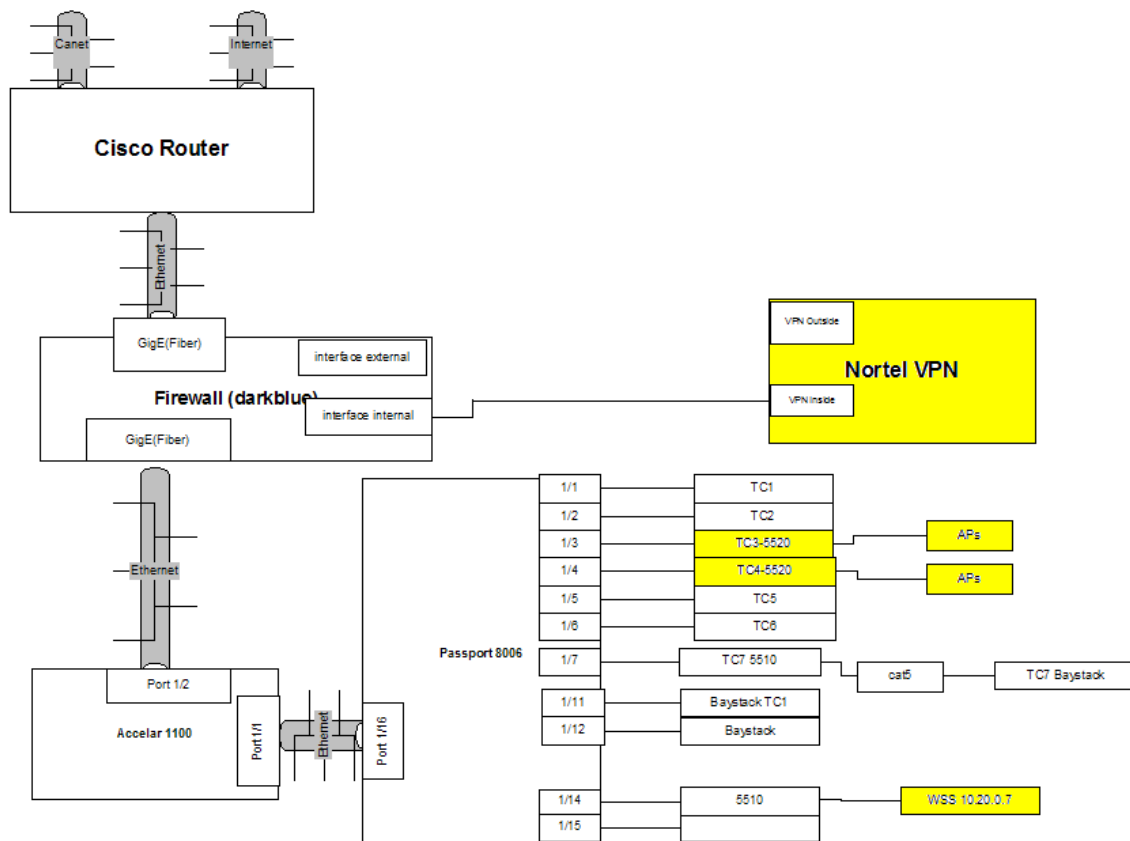 Canet
Internet
Cisco Router
Ethernet
GigE(Fiber)
interface external
VPN Outside
Nortel VPN
Firewall (darkblue)
interface internal
VPN Inside
GigE(Fiber)
1/1
TC1
1/2
TC2
1/3
TC3-5520
APs
1/4
TC4-5520
APs
Ethernet
1/5
TC5
1/6
TC6
Passport 8006
1/7
TC7 5510
cat5
TC7 Baystack
Port 1/2
1/11
Baystack TC1
1/12
Baystack
Accelar 1100
Port 1/1
Ethernet
Port 1/16
1/14
5510
WSS 10.20.0.7
1/15